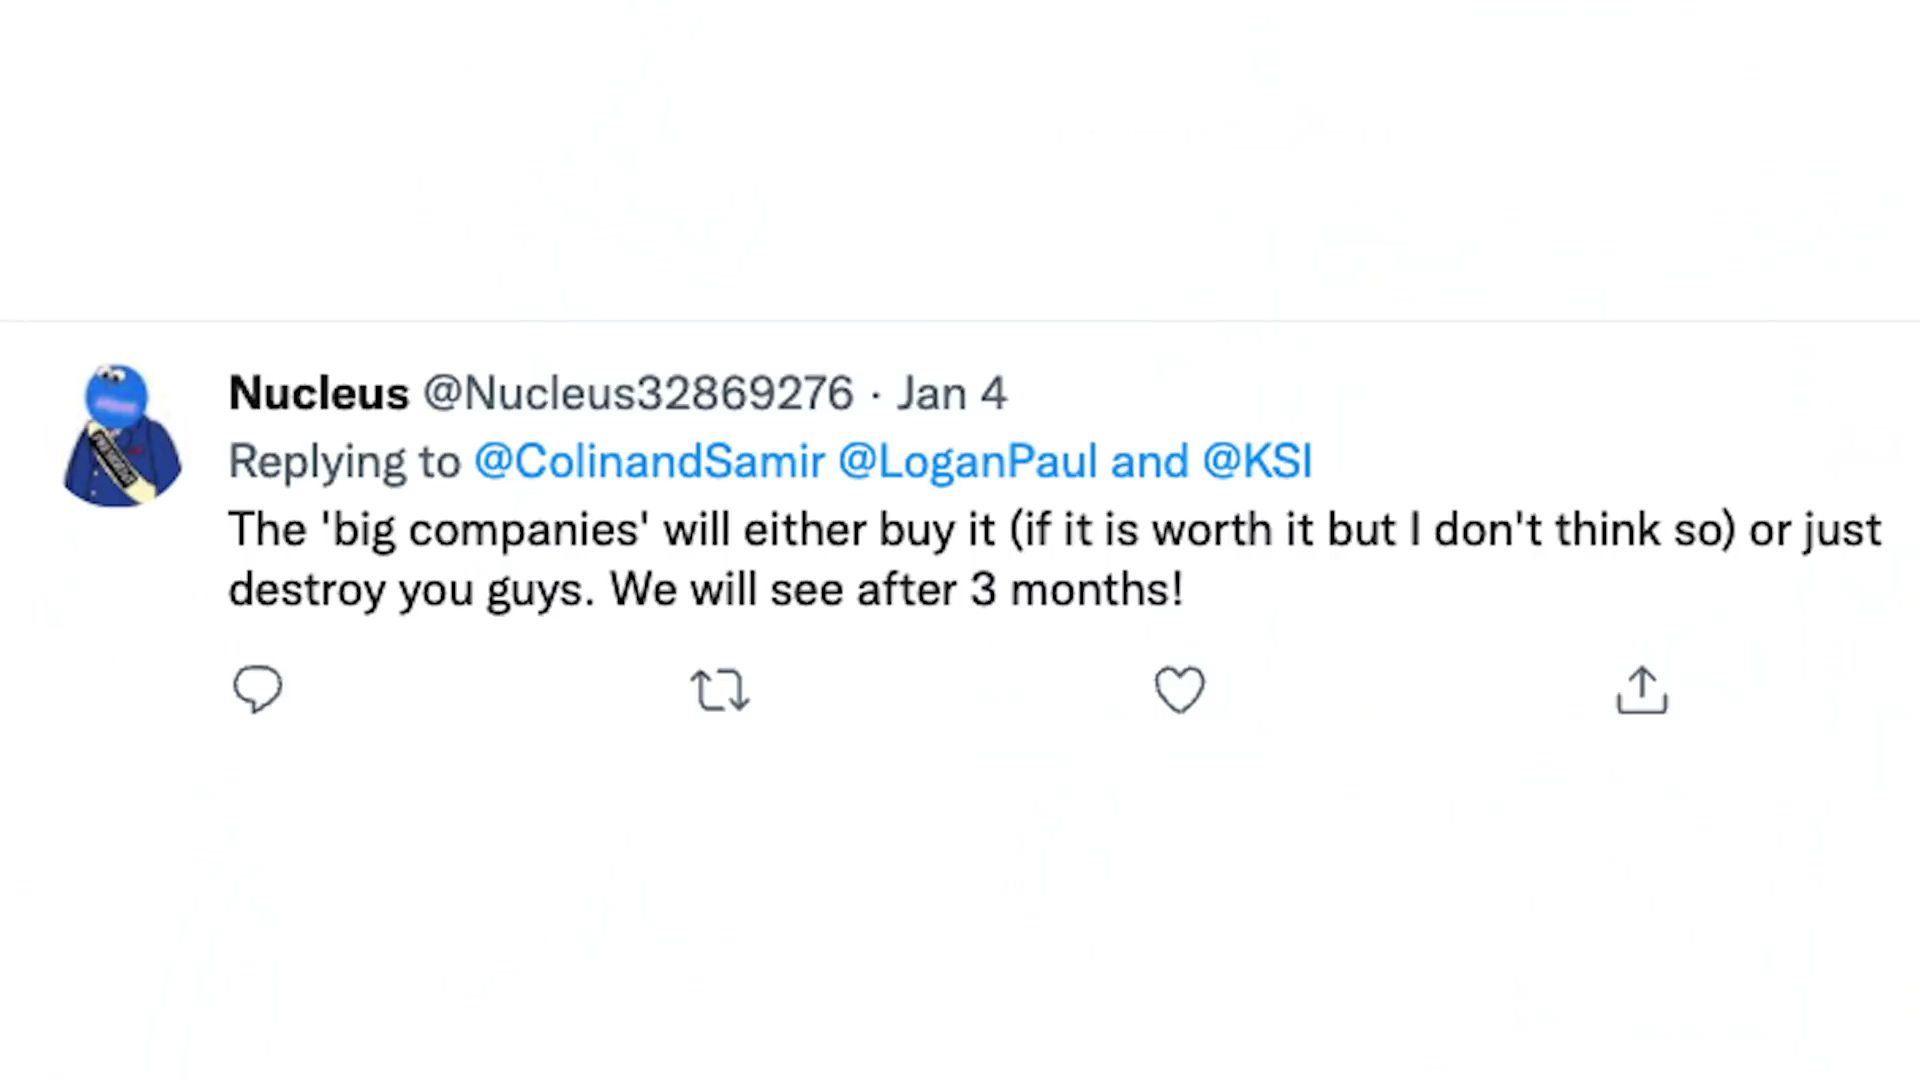 Nucleus @Nucleus32869276 · Jan 4
Replying to @ColinandSamir @LoganPaul and @KSI
The 'big companies' will either buy it (if it is worth it but I don't think so) or just
destroy you guys. We will see after 3 months!